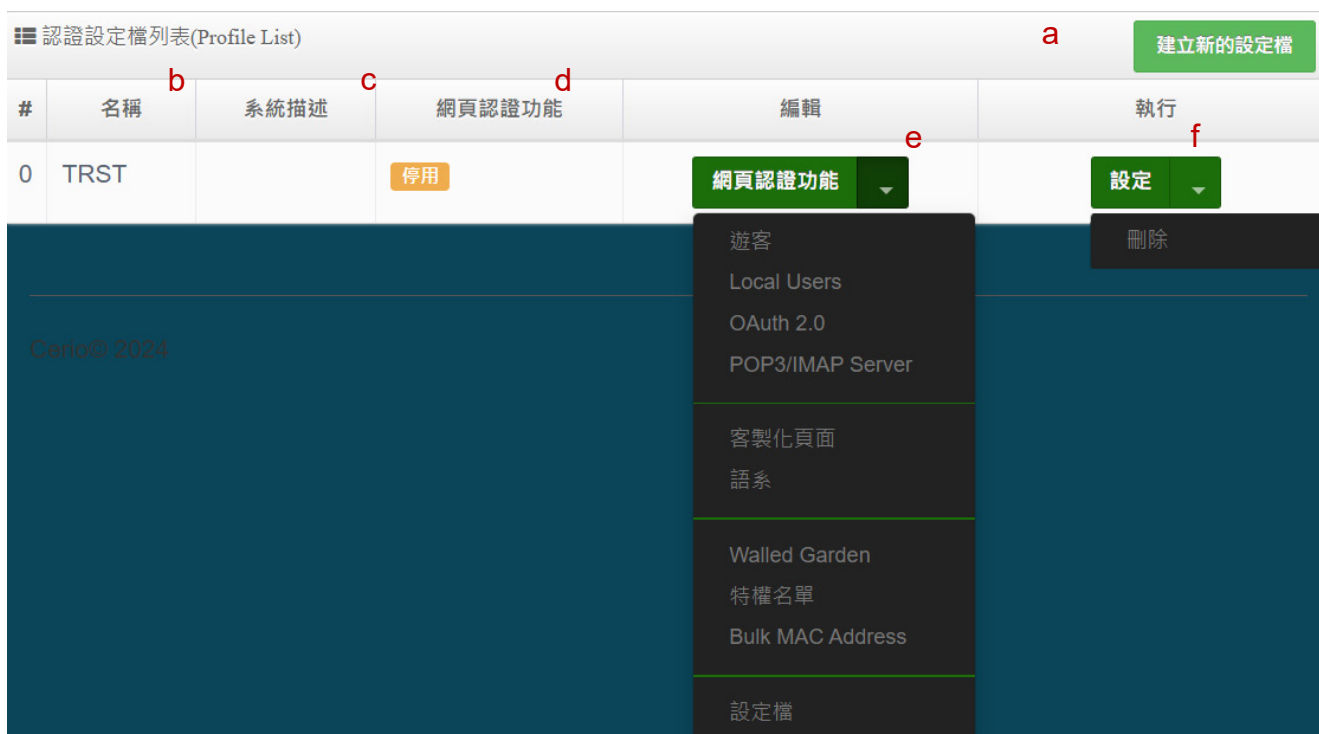 認證設定檔列表(Profile List)
a
建立新的設定檔
b
c
d
# 名稱 系統描述 網頁認證功能 編輯 執行
e
f
0 TRST 停用 網頁認證功能 設定
遊客
刪除
Local Users
OAuth 2.0
Cerio© 2024
POP3/IMAP Server
客製化頁面
語系
Walled Garden
特權名單
Bulk MAC Address
設定檔